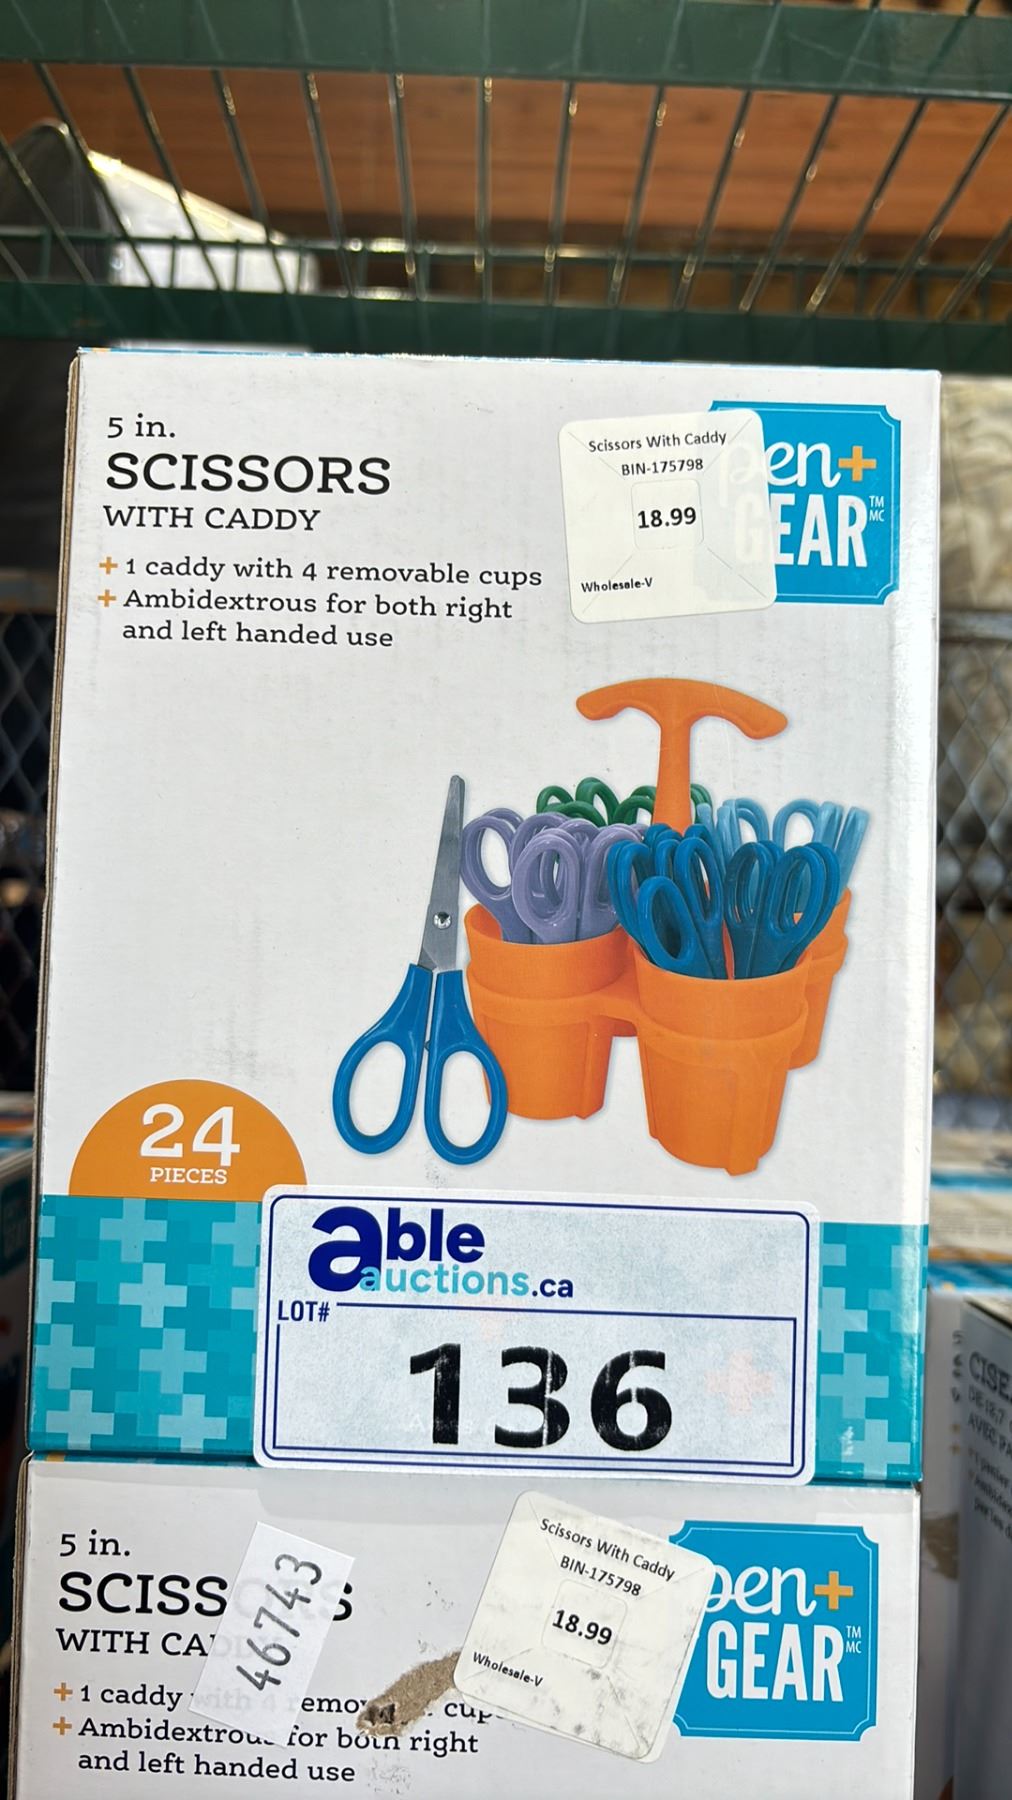 5 in.
SCISSORS
WITH CADDY
+ 1 caddy with 4 removable cups
+ Ambidextrous for both right
and left handed use
Scissors With Caddy
BIN-175798
18.99
Wholesale-V
pen+
GEAR
TM
MC
24
PIECES
able
auctions.ca
LOT#
136
5 in.
WITH
+ 1 caddy with 4
+ Ambidextrous for both right
and left handed use
46743
Scissors With Caddy
BIN-175798
18.99
Wholesale-V
pen+
GEAR
TM
MC